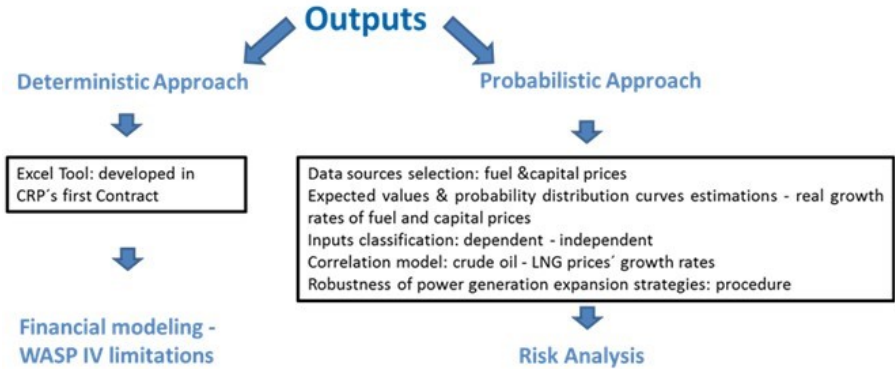 Outputs
Deterministic Approach
Probabilistic Approach
Excel Tool: developed in
CRP´s first Contract
Data sources selection: fuel &capital prices
Expected values & probability distribution curves estimations - real growth
rates of fuel and capital prices
Inputs classification: dependent - independent
Correlation model: crude oil - LNG prices´ growth rates
Robustness of power generation expansion strategies: procedure
Financial modeling -
WASP IV limitations
Risk Analysis